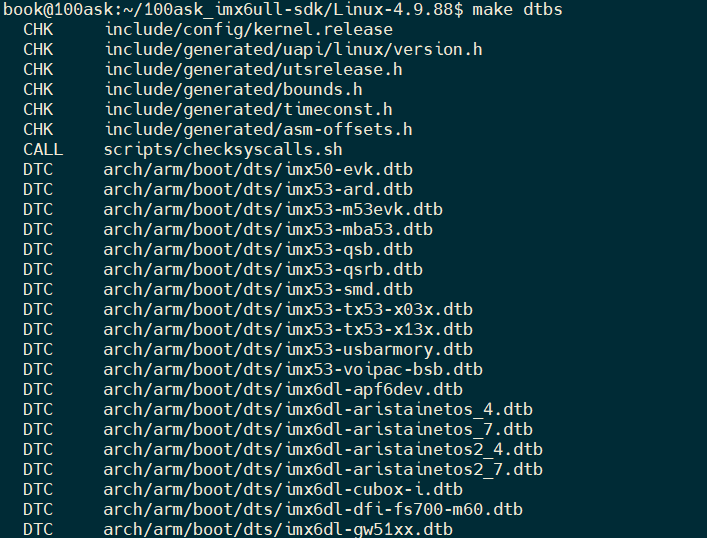 book@100ask:~/100ask_imx6ull-sdk/Linux-4.9.88$ make dtbs
CHK     include/config/kernel.release
CHK     include/generated/uapi/linux/version.h
CHK     include/generated/utsrelease.h
CHK     include/generated/bounds.h
CHK     include/generated/timeconst.h
CHK     include/generated/asm-offsets.h
CALL    scripts/checksyscalls.sh
DTC     arch/arm/boot/dts/imx50-evk.dtb
DTC     arch/arm/boot/dts/imx53-ard.dtb
DTC     arch/arm/boot/dts/imx53-m53evk.dtb
DTC     arch/arm/boot/dts/imx53-mba53.dtb
DTC     arch/arm/boot/dts/imx53-qsb.dtb
DTC     arch/arm/boot/dts/imx53-qsrb.dtb
DTC     arch/arm/boot/dts/imx53-smd.dtb
DTC     arch/arm/boot/dts/imx53-tx53-x03x.dtb
DTC     arch/arm/boot/dts/imx53-tx53-x13x.dtb
DTC     arch/arm/boot/dts/imx53-usbarmory.dtb
DTC     arch/arm/boot/dts/imx53-voipac-bsb.dtb
DTC     arch/arm/boot/dts/imx6dl-apf6dev.dtb
DTC     arch/arm/boot/dts/imx6dl-aristainetos_4.dtb
DTC     arch/arm/boot/dts/imx6dl-aristainetos_7.dtb
DTC     arch/arm/boot/dts/imx6dl-aristainetos2_4.dtb
DTC     arch/arm/boot/dts/imx6dl-aristainetos2_7.dtb
DTC     arch/arm/boot/dts/imx6dl-cubox-i.dtb
DTC     arch/arm/boot/dts/imx6dl-dfi-fs700-m60.dtb
DTC     arch/arm/boot/dts/imx6dl-gw51xx.dtb